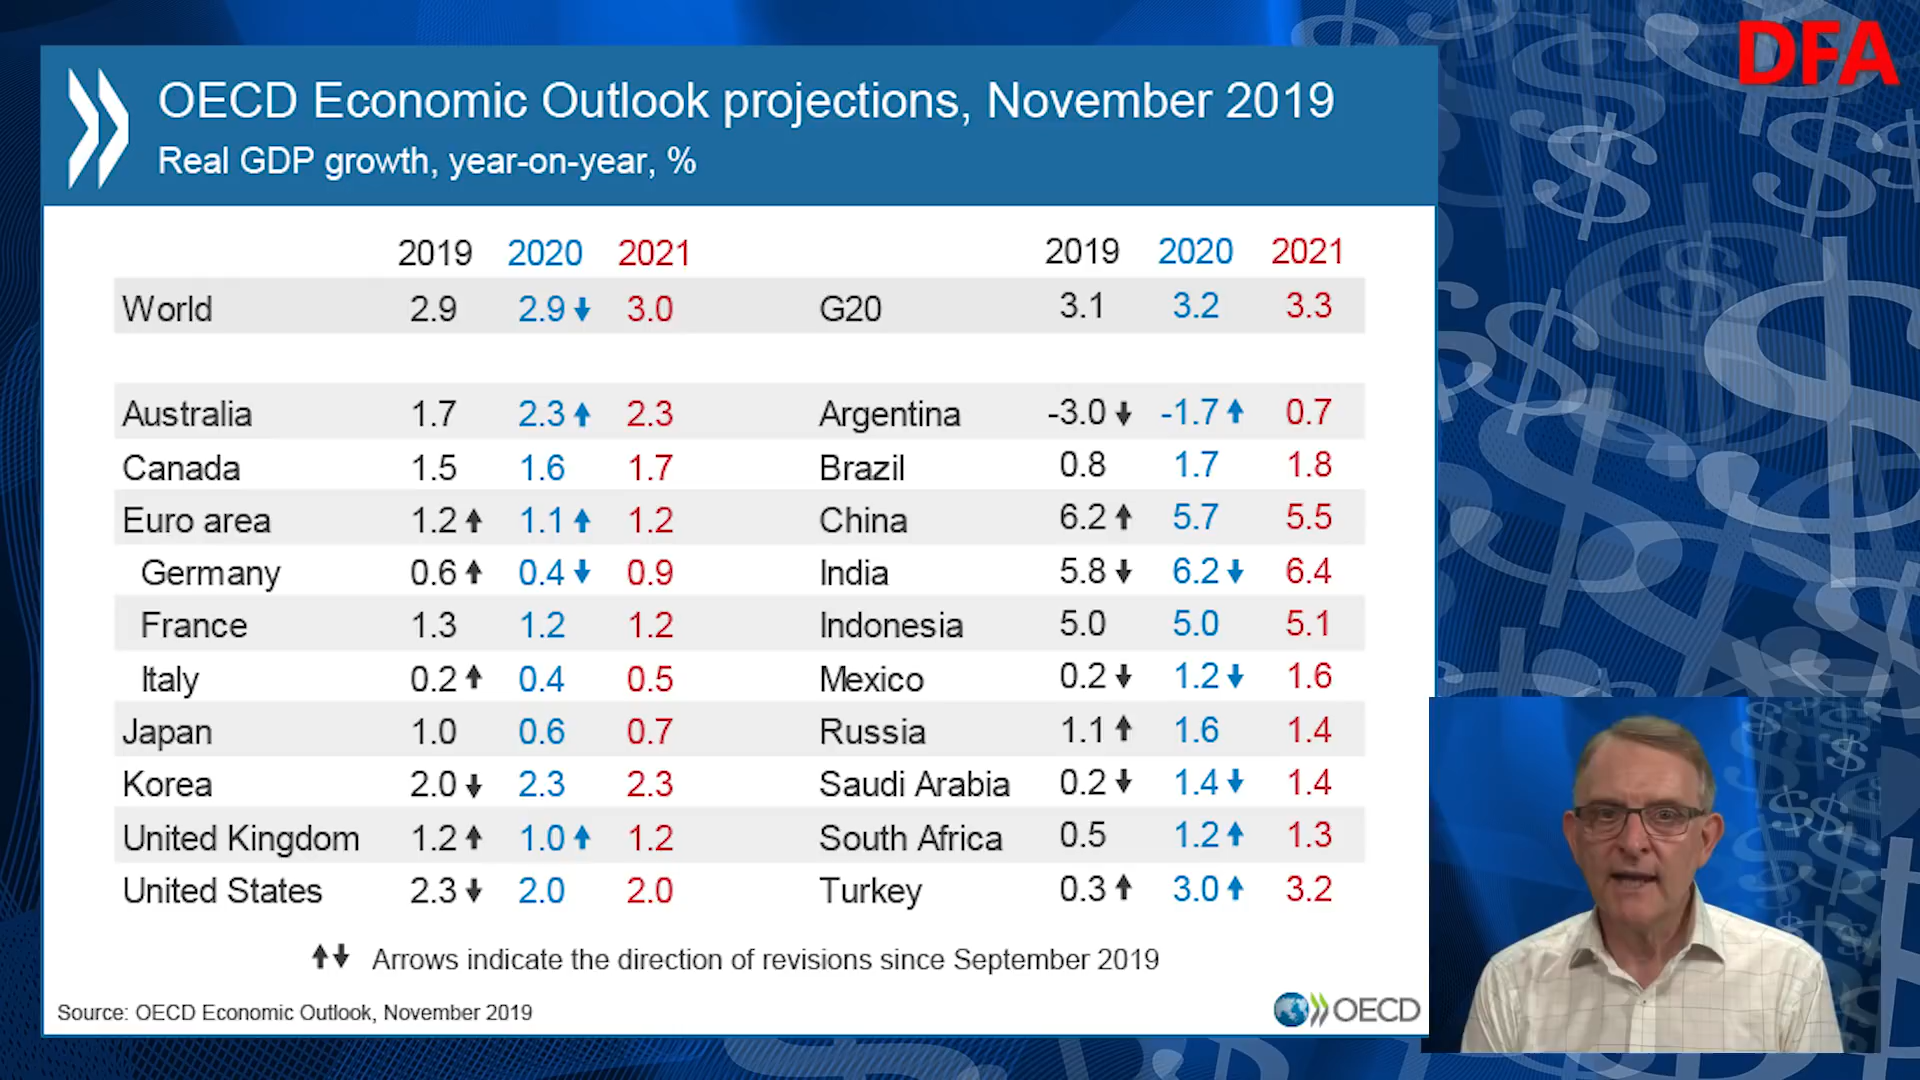 DFA
OECD Economic Outlook projections, November 2019
Real GDP growth, year-on-year, %
2019 2020 2021
World 2.9 2.9 ↓ 3.0
Australia 1.7 2.3 ↑ 2.3
Canada 1.5 1.6 1.7
Euro area 1.2 ↑ 1.1 ↑ 1.2
Germany 0.6 ↑ 0.4 ↓ 0.9
France 1.3 1.2 1.2
Italy 0.2 ↑ 0.4 0.5
Japan 1.0 0.6 0.7
Korea 2.0 ↓ 2.3 2.3
United Kingdom 1.2 ↑ 1.0 ↑ 1.2
United States 2.3 ↓ 2.0 2.0
2019 2020 2021
G20 3.1 3.2 3.3
Argentina -3.0 ↓ -1.7 ↑ 0.7
Brazil 0.8 1.7 1.8
China 6.2 ↑ 5.7 5.5
India 5.8 ↓ 6.2 ↓ 6.4
Indonesia 5.0 5.0 5.1
Mexico 0.2 ↓ 1.2 ↓ 1.6
Russia 1.1 ↑ 1.6 1.4
Saudi Arabia 0.2 ↓ 1.4 ↓ 1.4
South Africa 0.5 1.2 ↑ 1.3
Turkey 0.3 ↑ 3.0 ↑ 3.2
↑↓ Arrows indicate the direction of revisions since September 2019
Source: OECD Economic Outlook, November 2019
OECD